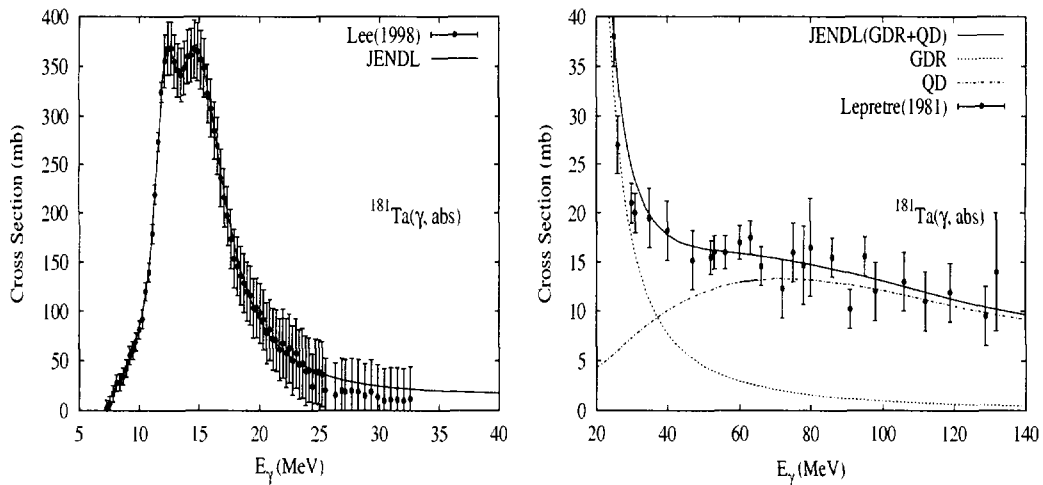 400
350
300
250
200
150
100
50
0
Cross Section (mb)
Lee(1998)
JENDL
181Ta(γ, abs)
5 10 15 20 25 30 35 40
Eγ (MeV)
40
35
30
25
20
15
10
5
0
Cross Section (mb)
JENDL(GDR+QD)
GDR
QD
Lepretre(1981)
181Ta(γ, abs)
20 40 60 80 100 120 140
Eγ (MeV)